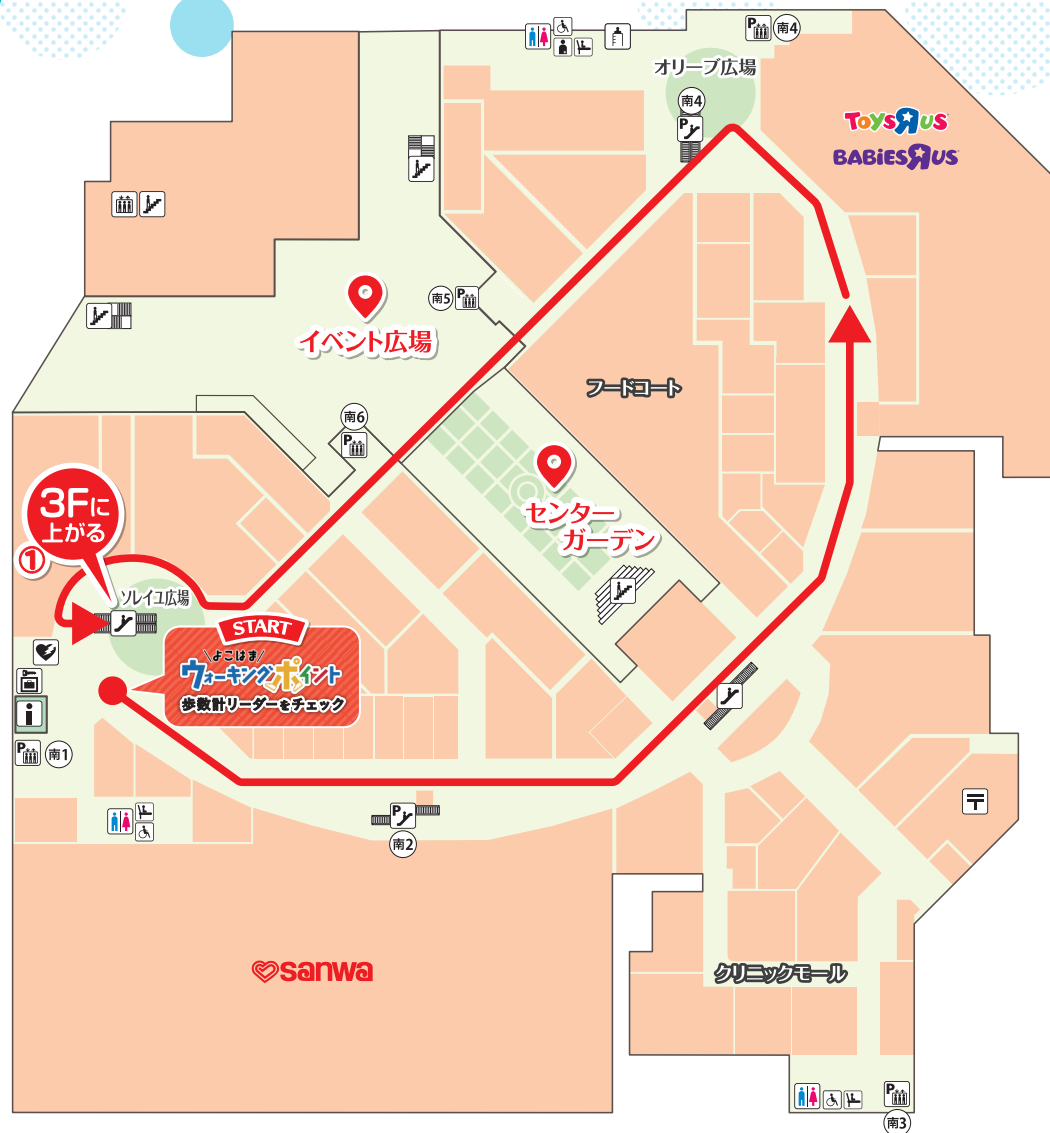 南4
オリーブ広場
南4
TOYSЯUS
BABIESЯUS
南5
イベント広場
フードコート
南6
センター
ガーデン
3Fに
上がる
①
ソレイユ広場
START
よこはま
ウォーキングポイント
歩数計リーダーをチェック
南1
南2
sanwa
クリニックモール
南3
P
P
P
P
P
P
P
i
〒